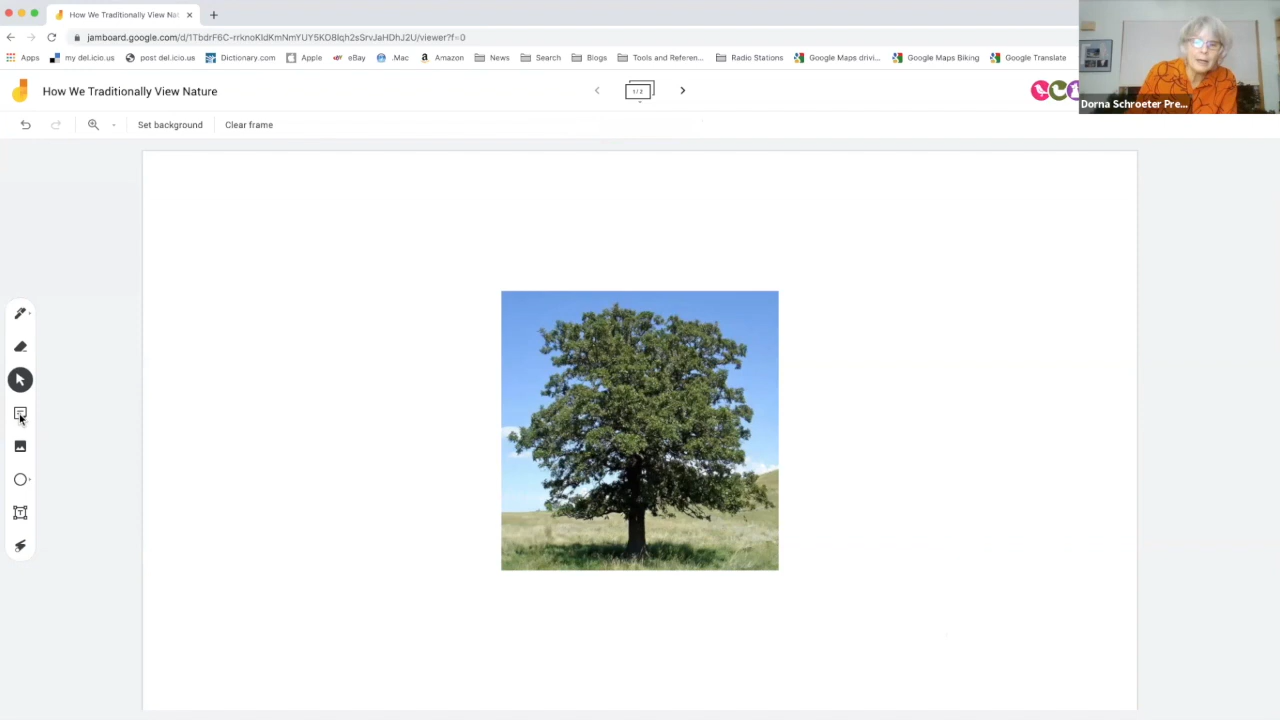 How We Traditionally View Nat
jamboard.google.com/d/1TbdrF6C-rrknoKldKmNmYUY5KO8Iqh2sSrvJaHDhJ2U/viewer?f=0
Apps my del.icio.us post del.icio.us Dictionary.com Apple eBay .Mac Amazon News Search Blogs Tools and Referen... Radio Stations Google Maps drivi... Google Maps Biking Google Translate
How We Traditionally View Nature
1/2
Dorna Schroeter Pre...
Set background Clear frame